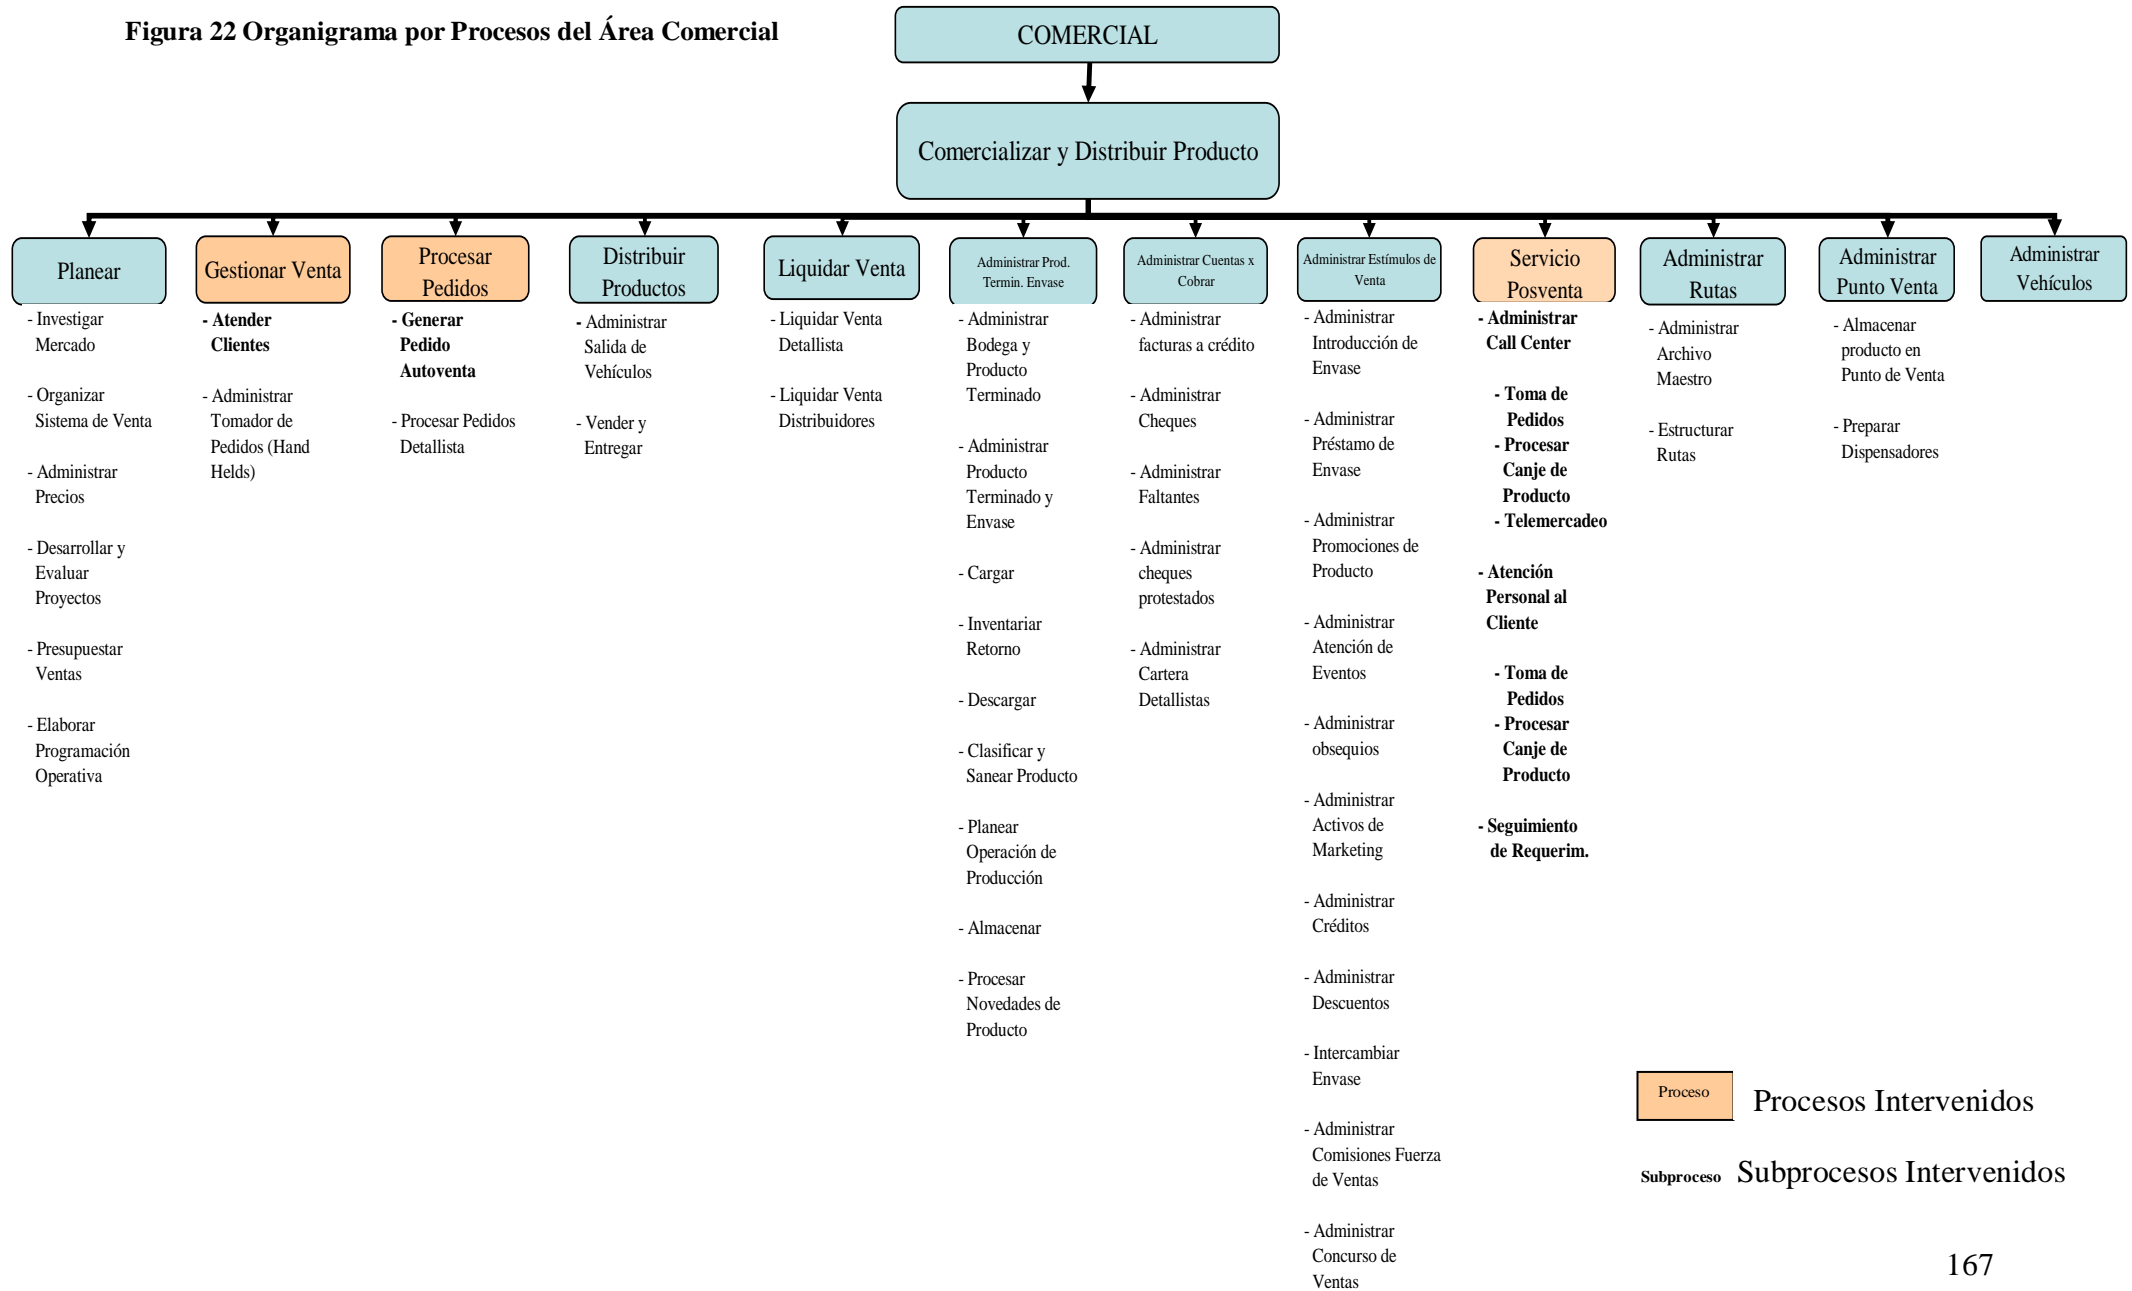 Figura 22 Organigrama por Procesos del Área Comercial
COMERCIAL
Comercializar y Distribuir Producto
Planear
- Investigar
Mercado
- Organizar
Sistema de Venta
- Administrar
Precios
- Desarrollar y
Evaluar
Proyectos
- Presupuestar
Ventas
- Elaborar
Programación
Operativa
Gestionar Venta
- Atender
Clientes
- Administrar
Tomador de
Pedidos (Hand
Helds)
Procesar
Pedidos
- Generar
Pedido
Autoventa
- Procesar Pedidos
Detallista
Distribuir
Productos
- Administrar
Salida de
Vehículos
- Vender y
Entregar
Liquidar Venta
- Liquidar Venta
Detallista
- Liquidar Venta
Distribuidores
Administrar Prod.
Termin. Envase
- Administrar
Bodega y
Producto
Terminado
- Administrar
Producto
Terminado y
Envase
- Cargar
- Inventariar
Retorno
- Descargar
- Clasificar y
Sanear Producto
- Planear
Operación de
Producción
- Almacenar
- Procesar
Novedades de
Producto
Administrar Cuentas x
Cobrar
- Administrar
facturas a crédito
- Administrar
Cheques
- Administrar
Faltantes
- Administrar
cheques
protestados
- Administrar
Cartera
Detallistas
Administrar Estímulos de
Venta
- Administrar
Introducción de
Envase
- Administrar
Préstamo de
Envase
- Administrar
Promociones de
Producto
- Administrar
Atención de
Eventos
- Administrar
obsequios
- Administrar
Activos de
Marketing
- Administrar
Créditos
- Administrar
Descuentos
- Intercambiar
Envase
- Administrar
Comisiones Fuerza
de Ventas
- Administrar
Concurso de
Ventas
Servicio
Posventa
- Administrar
Call Center
- Toma de
Pedidos
- Procesar
Canje de
Producto
- Telemercadeo
- Atención
Personal al
Cliente
- Toma de
Pedidos
- Procesar
Canje de
Producto
- Seguimiento
de Requerim.
Administrar
Rutas
- Administrar
Archivo
Maestro
- Estructurar
Rutas
Administrar
Punto Venta
- Almacenar
producto en
Punto de Venta
- Preparar
Dispensadores
Administrar
Vehículos
Proceso
Procesos Intervenidos
Subproceso
Subprocesos Intervenidos
167